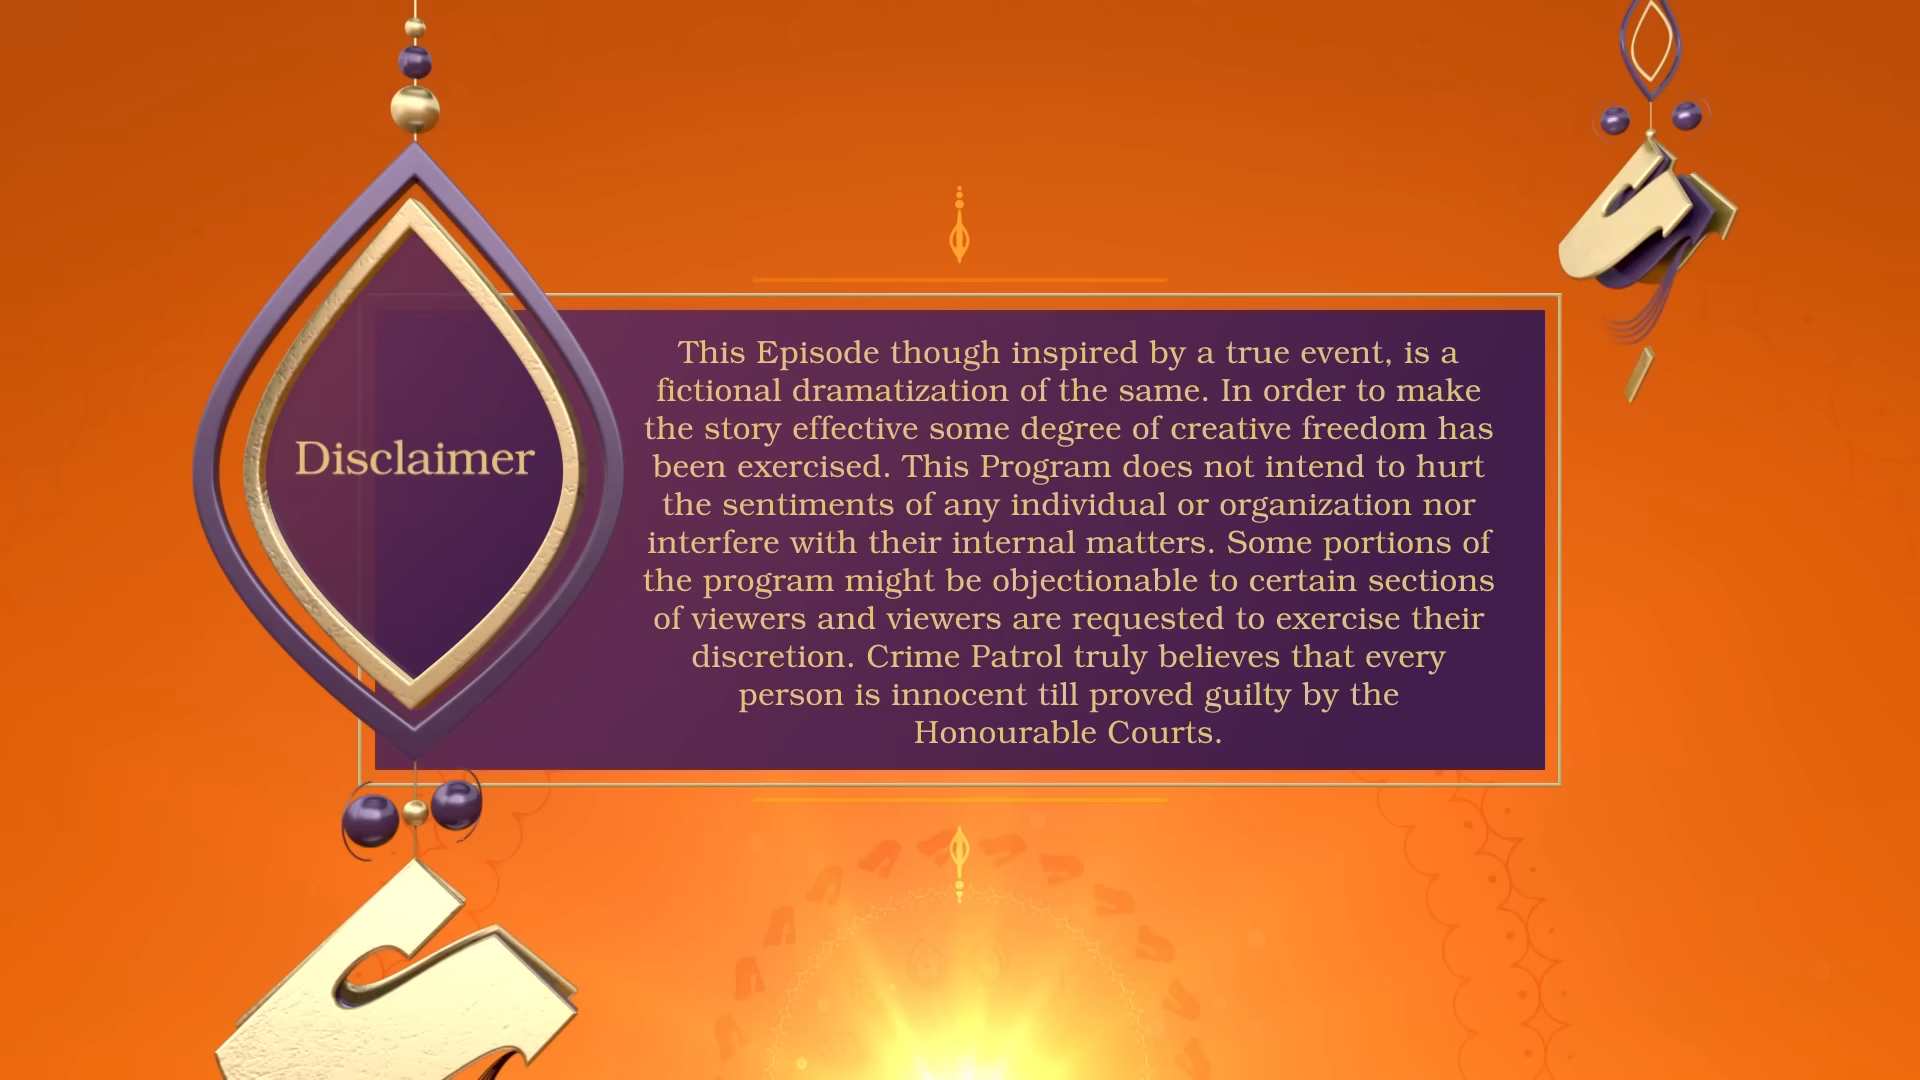 Disclaimer
This Episode though inspired by a true event, is a
fictional dramatization of the same. In order to make
the story effective some degree of creative freedom has
been exercised. This Program does not intend to hurt
the sentiments of any individual or organization nor
interfere with their internal matters. Some portions of
the program might be objectionable to certain sections
of viewers and viewers are requested to exercise their
discretion. Crime Patrol truly believes that every
person is innocent till proved guilty by the
Honourable Courts.